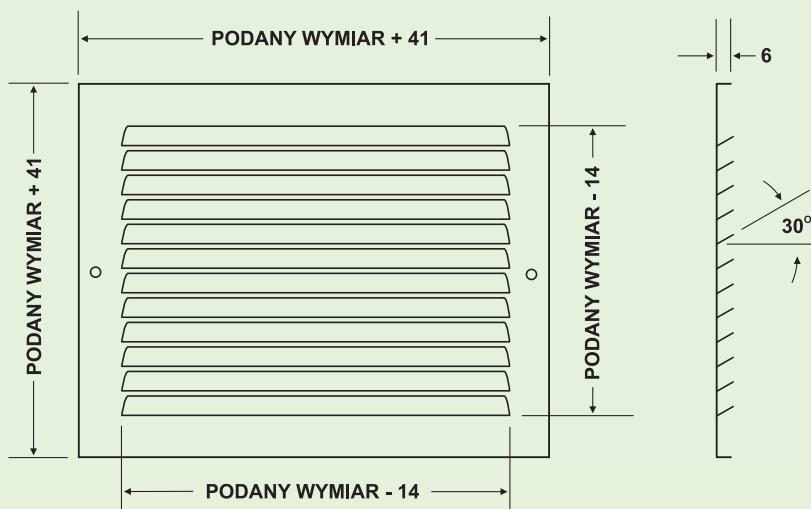 PODANY WYMIAR + 41
6
PODANY WYMIAR + 41
PODANY WYMIAR - 14
30°
PODANY WYMIAR - 14